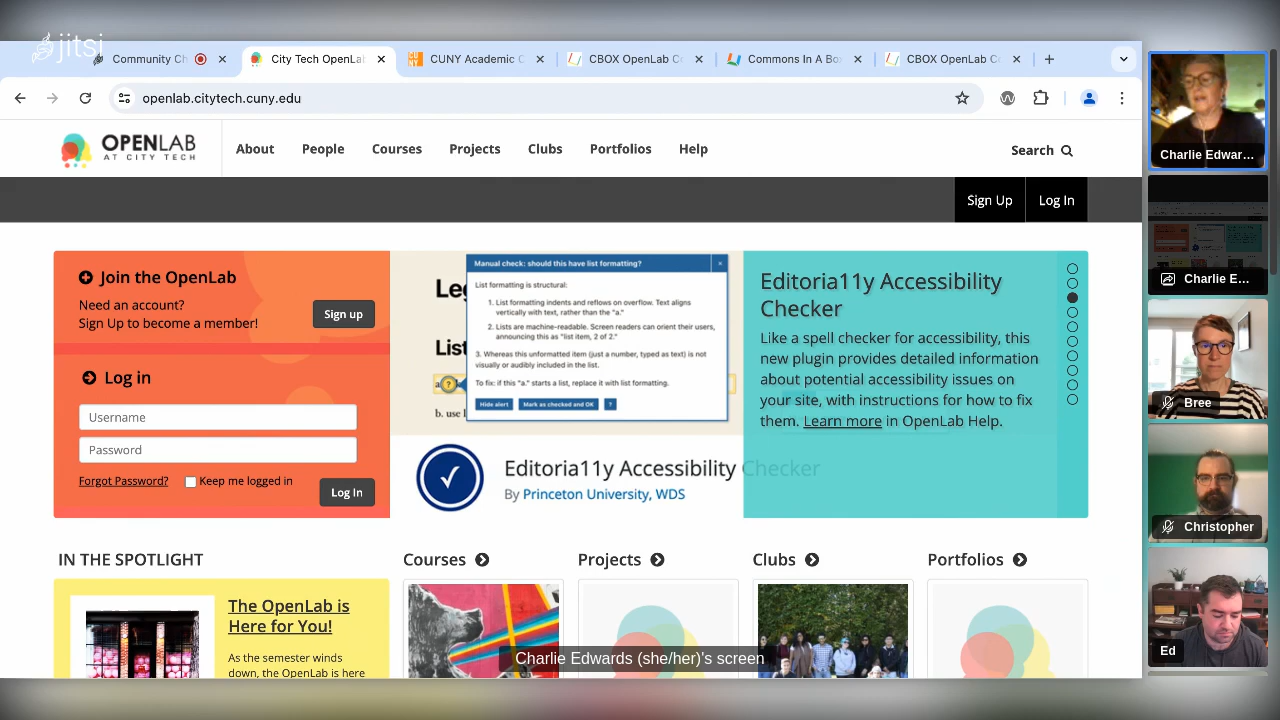 jitsi
Community Ch
City Tech OpenLa
CUNY Academic C
CBOX OpenLab C
Commons In A Bo
CBOX OpenLab C
openlab.citytech.cuny.edu
OPENLAB
AT CITY TECH
About
People
Courses
Projects
Clubs
Portfolios
Help
Search
Sign Up
Log In
Join the OpenLab
Need an account?
Sign Up to become a member!
Sign up
Log in
Username
Password
Forgot Password?
Keep me logged in
Log In
Leg
List
Manual check: should this have list formatting?
List formatting is structural:
1. List formatting indents and reflows on overflow. Text aligns
vertically with text, rather than the "a."
2. Lists are machine-readable. Screen readers can orient their users,
announcing this as "list item, 2 of 2."
3. Whereas this unformatted item (just a number, typed as text) is not
visually or audibly included in the list.
To fix: if this "a." starts a list, replace it with list formatting.
Hide alert
Mark as checked and OK
?
a
?
b. use l
Editoria11y Accessibility Checker
By Princeton University, WDS
Editoria11y Accessibility
Checker
Like a spell checker for accessibility, this
new plugin provides detailed information
about potential accessibility issues on
your site, with instructions for how to fix
them. Learn more in OpenLab Help.
IN THE SPOTLIGHT
The OpenLab is
Here for You!
As the semester winds
down, the OpenLab is here
Courses
Projects
Clubs
Portfolios
Charlie Edwards (she/her)'s screen
Charlie Edwar...
Charlie E...
Bree
Christopher
Ed